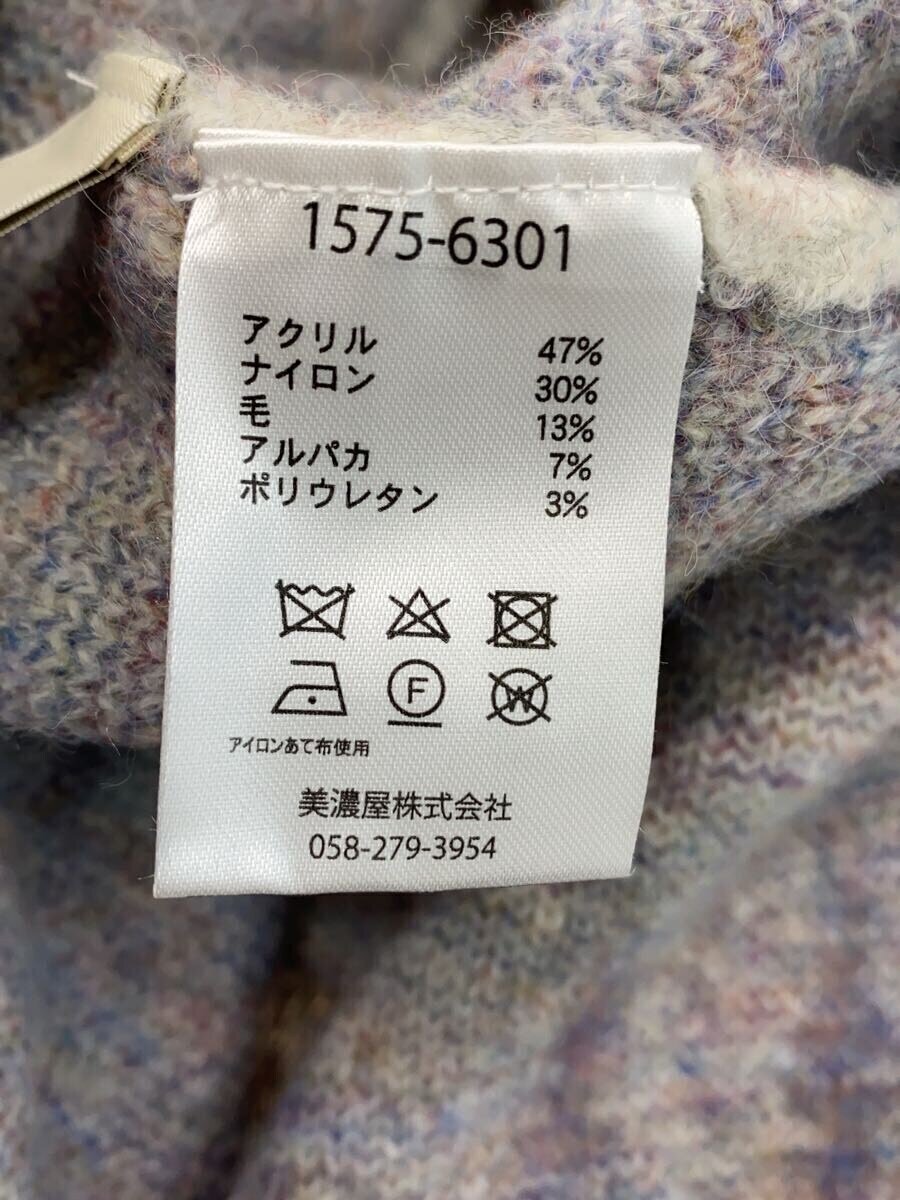 1575-6301
アクリル 47%
ナイロン 30%
毛 13%
アルパカ 7%
ポリウレタン 3%
F
W
アイロンあて布使用
美濃屋株式会社
058-279-3954